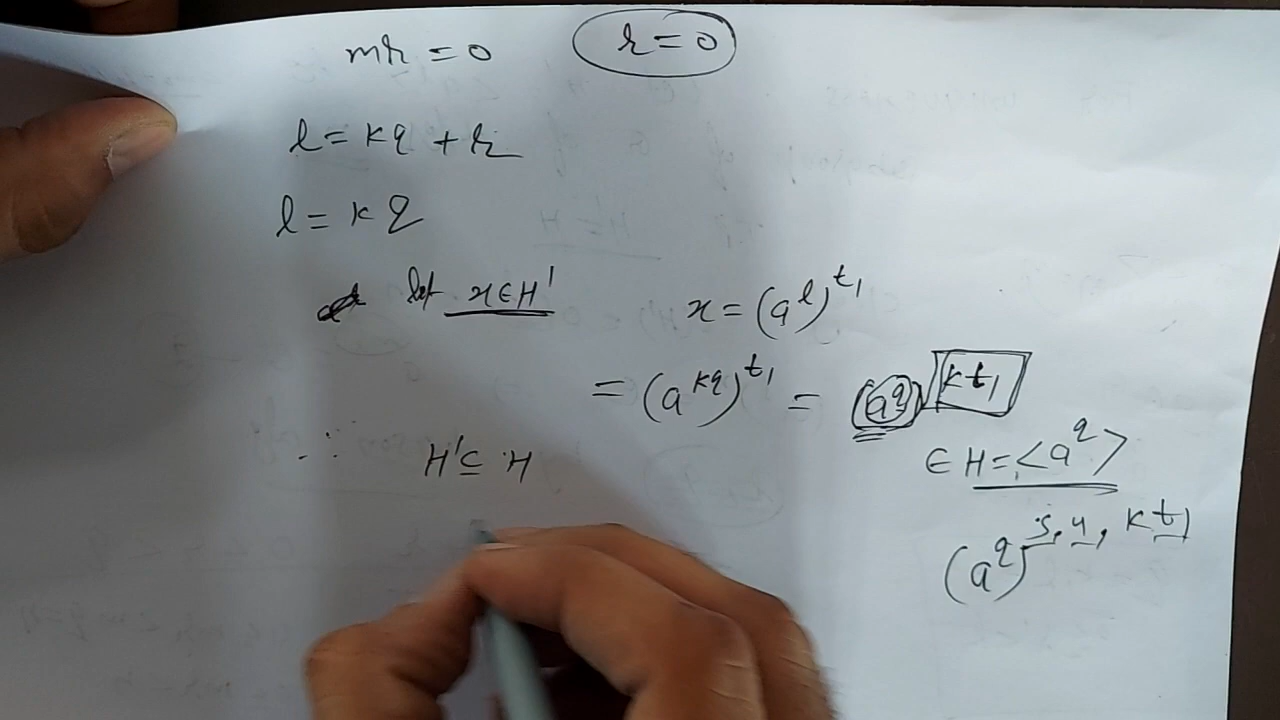 mr = 0 r = 0
l = kq + r
l = kq
let x ∈ H' x = (a^l)^t₁
= (a^kq)^t₁ = (a^q)^kt₁
∴ H' ⊆ H ∈ H = <a^q>
(a^q)^3, 4, kt₁